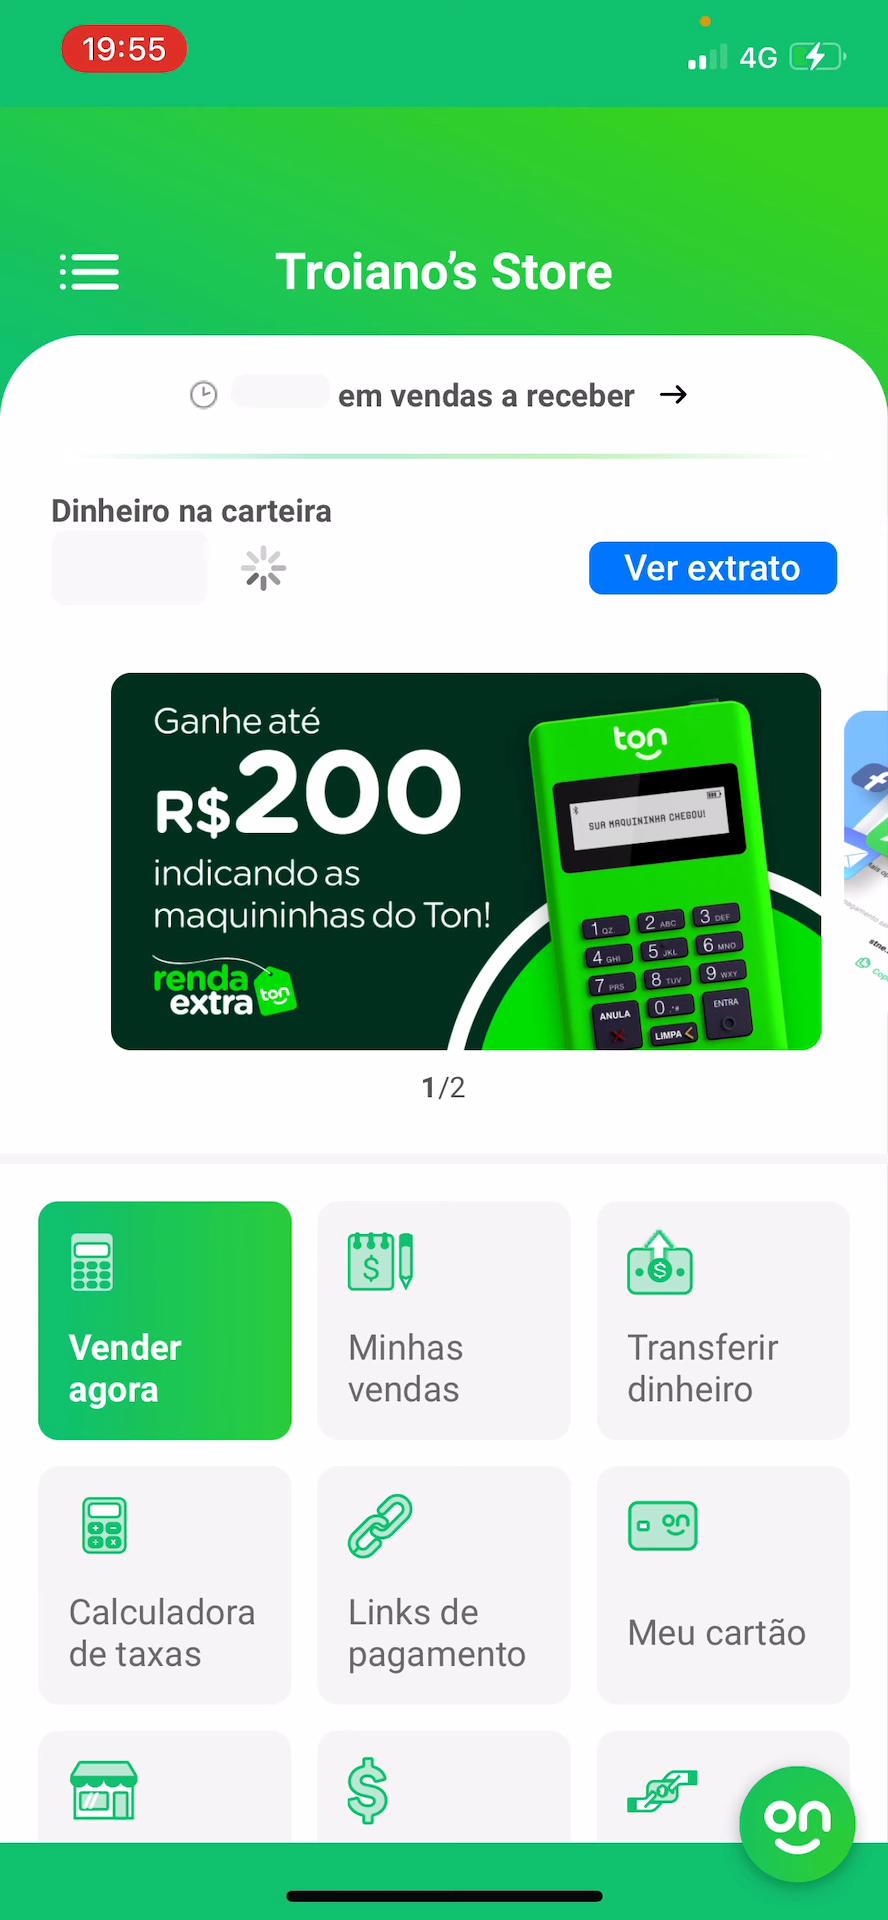 19:55
4G
Troiano's Store
em vendas a receber
Dinheiro na carteira
Ver extrato
Ganhe até
R$200
indicando as
maquininhas do Ton!
renda
extra ton
ton
SUA MAQUININHA CHEGOU!
1 QZ 2 ABC 3 DEF
4 GHI 5 JKL 6 MNO
7 PRS 8 TUV 9 WXY
ANULA 0 ENTRA
LIMPA
stne.
1/2
Vender
agora
Minhas
vendas
Transferir
dinheiro
Calculadora
de taxas
Links de
pagamento
on
Meu cartão
on